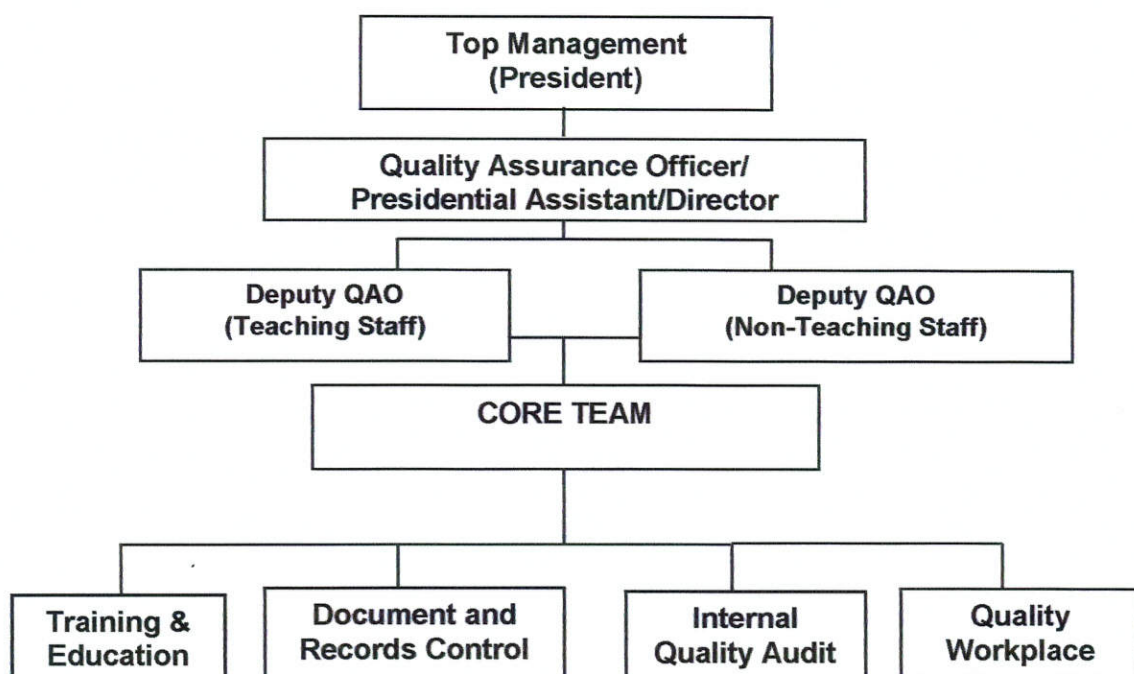 Top Management
(President)
Quality Assurance Officer/
Presidential Assistant/Director
Deputy QAO
(Teaching Staff)
Deputy QAO
(Non-Teaching Staff)
CORE TEAM
Training &
Education
Document and
Records Control
Internal
Quality Audit
Quality
Workplace